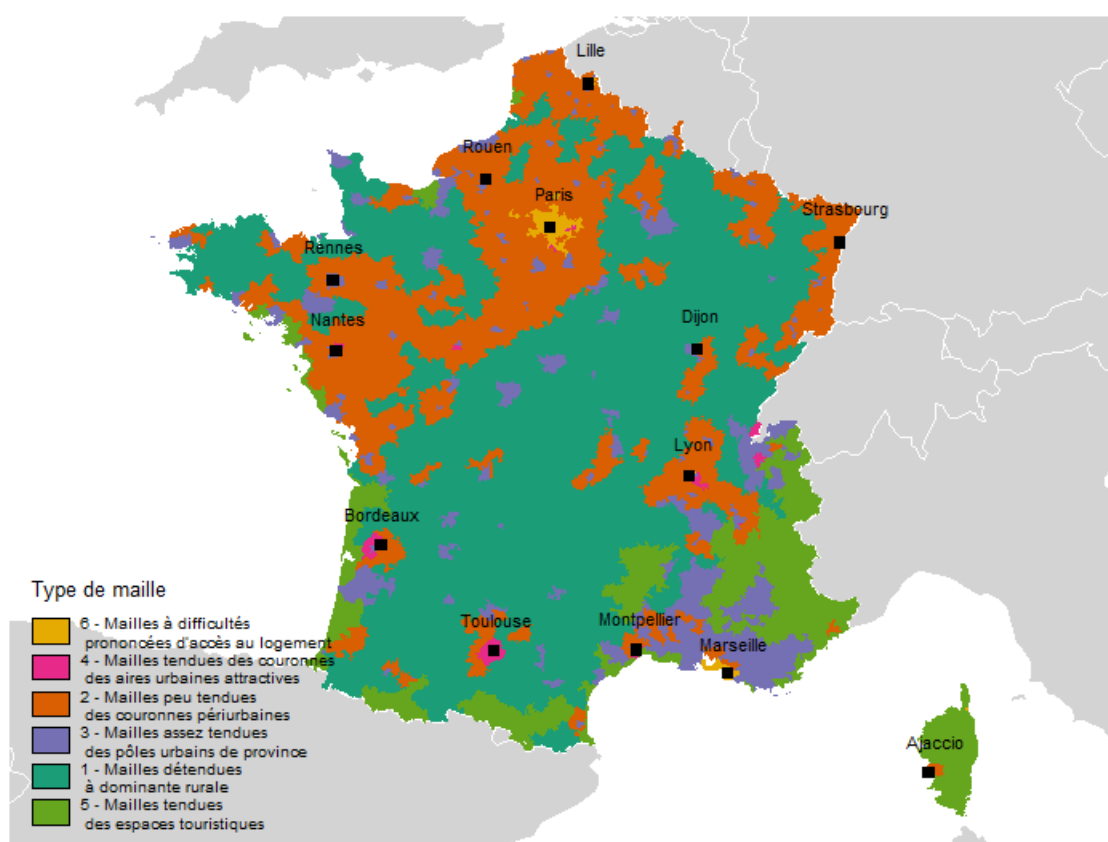 Lille
Rouen
Paris
Strasbourg
Rennes
Nantes
Dijon
Lyon
Bordeaux
Toulouse
Montpellier
Marseille
Ajaccio
Type de maille
6 - Mailles à difficultés
prononcées d'accès au logement
4 - Mailles tendues des couronnes
des aires urbaines attractives
2 - Mailles peu tendues
des couronnes périurbaines
3 - Mailles assez tendues
des pôles urbains de province
1 - Mailles détendues
à dominante rurale
5 - Mailles tendues
des espaces touristiques